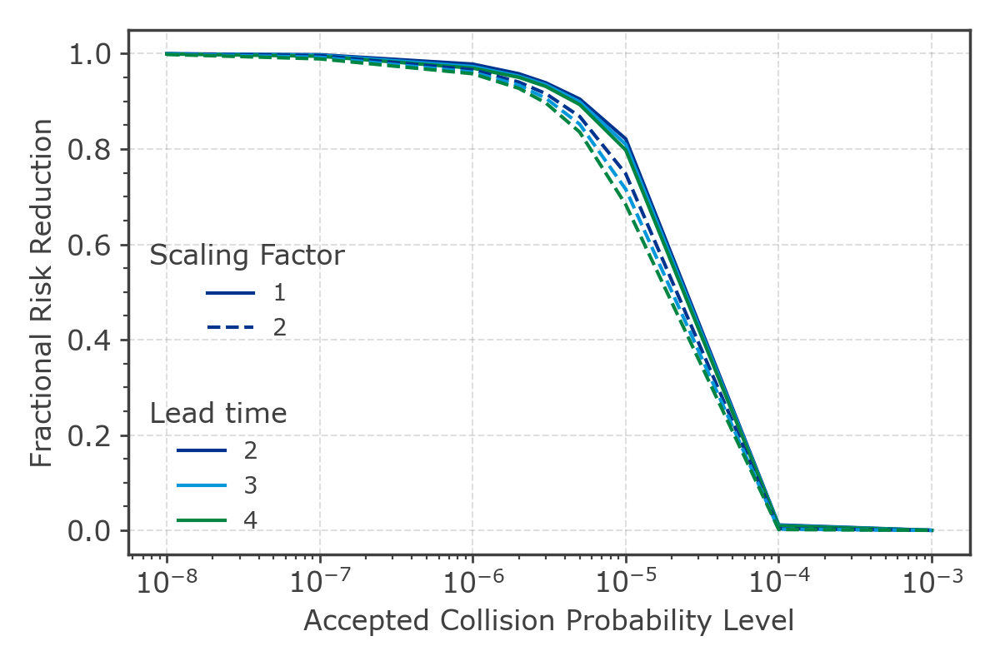 1.0
0.8
0.6
0.4
0.2
0.0
Fractional Risk Reduction
Scaling Factor
1
2
Lead time
2
3
4
10⁻⁸ 10⁻⁷ 10⁻⁶ 10⁻⁵ 10⁻⁴ 10⁻³
Accepted Collision Probability Level